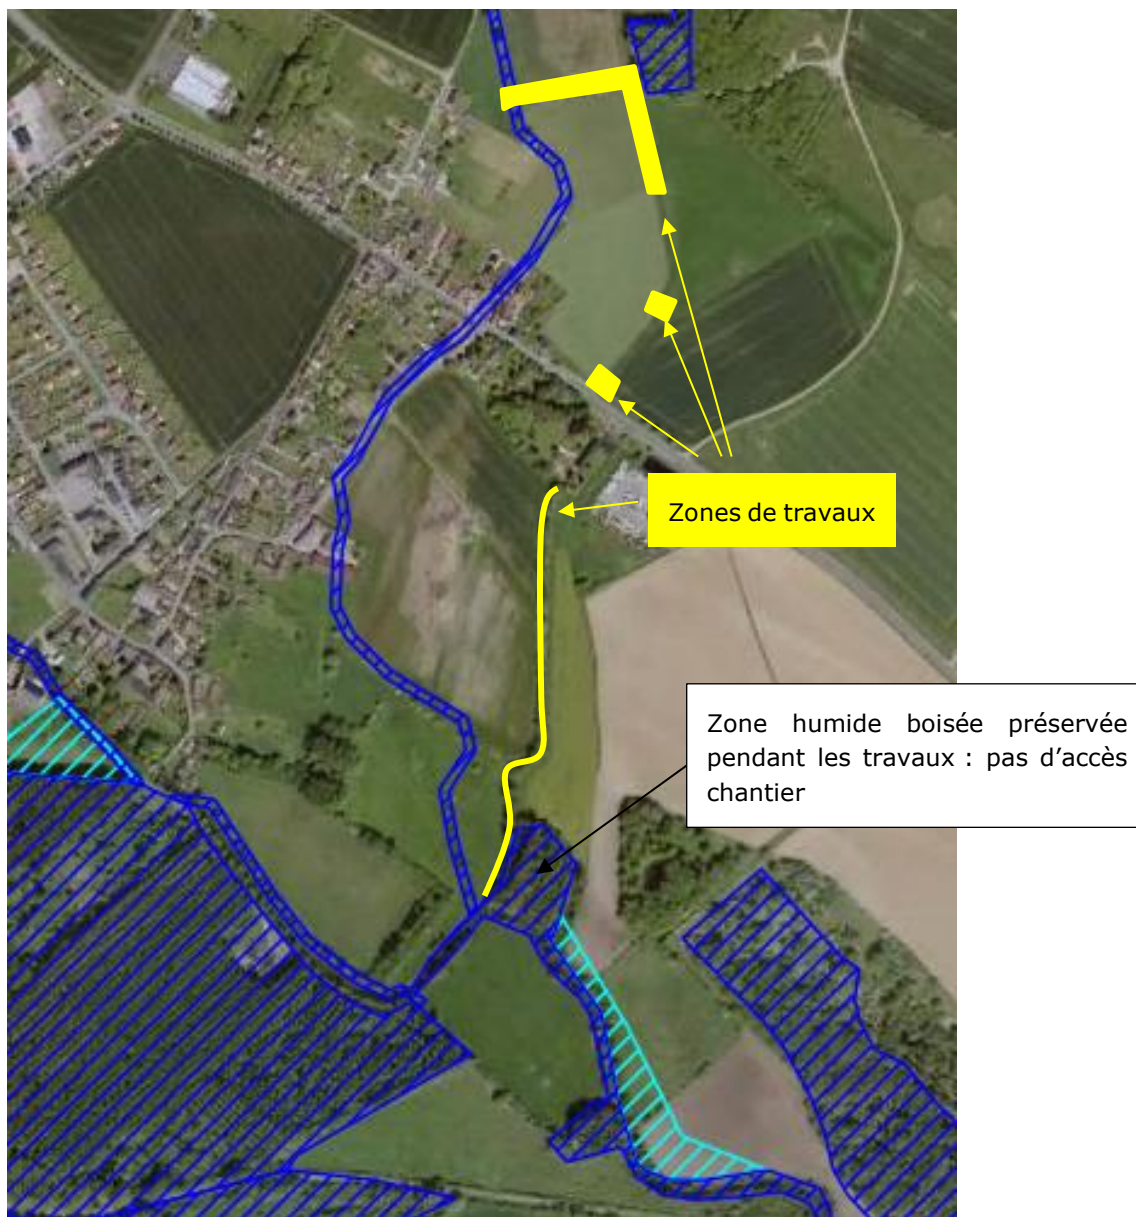 Zones de travaux
Zone humide boisée préservée
pendant les travaux : pas d’accès
chantier